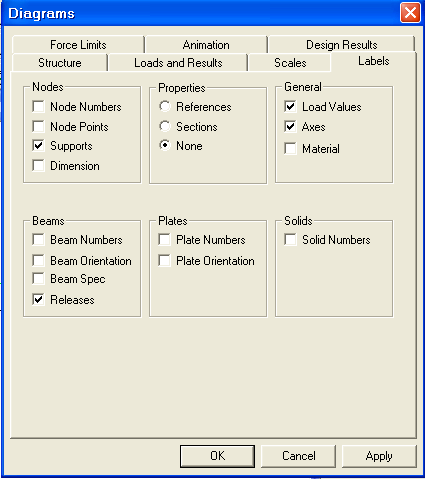 Diagrams
Force Limits Animation Design Results
Structure Loads and Results Scales Labels
Nodes
Node Numbers
Node Points
Supports
Dimension
Properties
References
Sections
None
General
Load Values
Axes
Material
Beams
Beam Numbers
Beam Orientation
Beam Spec
Releases
Plates
Plate Numbers
Plate Orientation
Solids
Solid Numbers
OK Cancel Apply